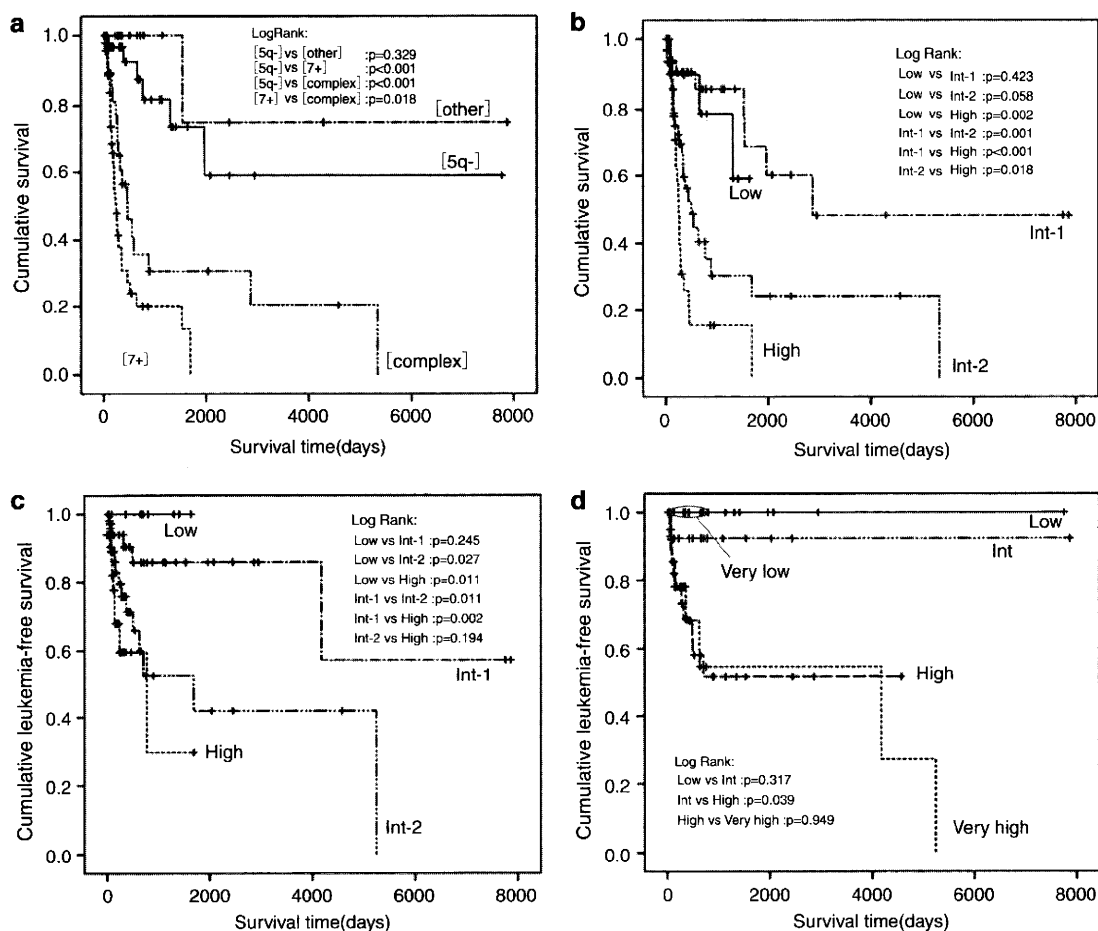 a
LogRank:
[5q-] vs [other] :p=0.329
[5q-] vs [7+] :p<0.001
[5q-] vs [complex] :p<0.001
[7+] vs [complex] :p=0.018
[other]
[5q-]
[7+]
[complex]
Cumulative survival
1.0
0.8
0.6
0.4
0.2
0.0
0
2000
4000
6000
8000
Survival time(days)
b
Log Rank:
Low vs Int-1 :p=0.423
Low vs Int-2 :p=0.058
Low vs High :p=0.002
Int-1 vs Int-2 :p=0.001
Int-1 vs High :p<0.001
Int-2 vs High :p=0.018
Low
Int-1
High
Int-2
Cumulative survival
1.0
0.8
0.6
0.4
0.2
0.0
0
2000
4000
6000
8000
Survival time(days)
c
Low
Log Rank:
Low vs Int-1 :p=0.245
Low vs Int-2 :p=0.027
Low vs High :p=0.011
Int-1 vs Int-2 :p=0.011
Int-1 vs High :p=0.002
Int-2 vs High :p=0.194
Int-1
High
Int-2
Cumulative leukemia-free survival
1.0
0.8
0.6
0.4
0.2
0.0
0
2000
4000
6000
8000
Survival time(days)
d
Low
Int
Very low
High
Log Rank:
Low vs Int :p=0.317
Int vs High :p=0.039
High vs Very high :p=0.949
Very high
Cumulative leukemia-free survival
1.0
0.8
0.6
0.4
0.2
0.0
0
2000
4000
6000
8000
Survival time(days)